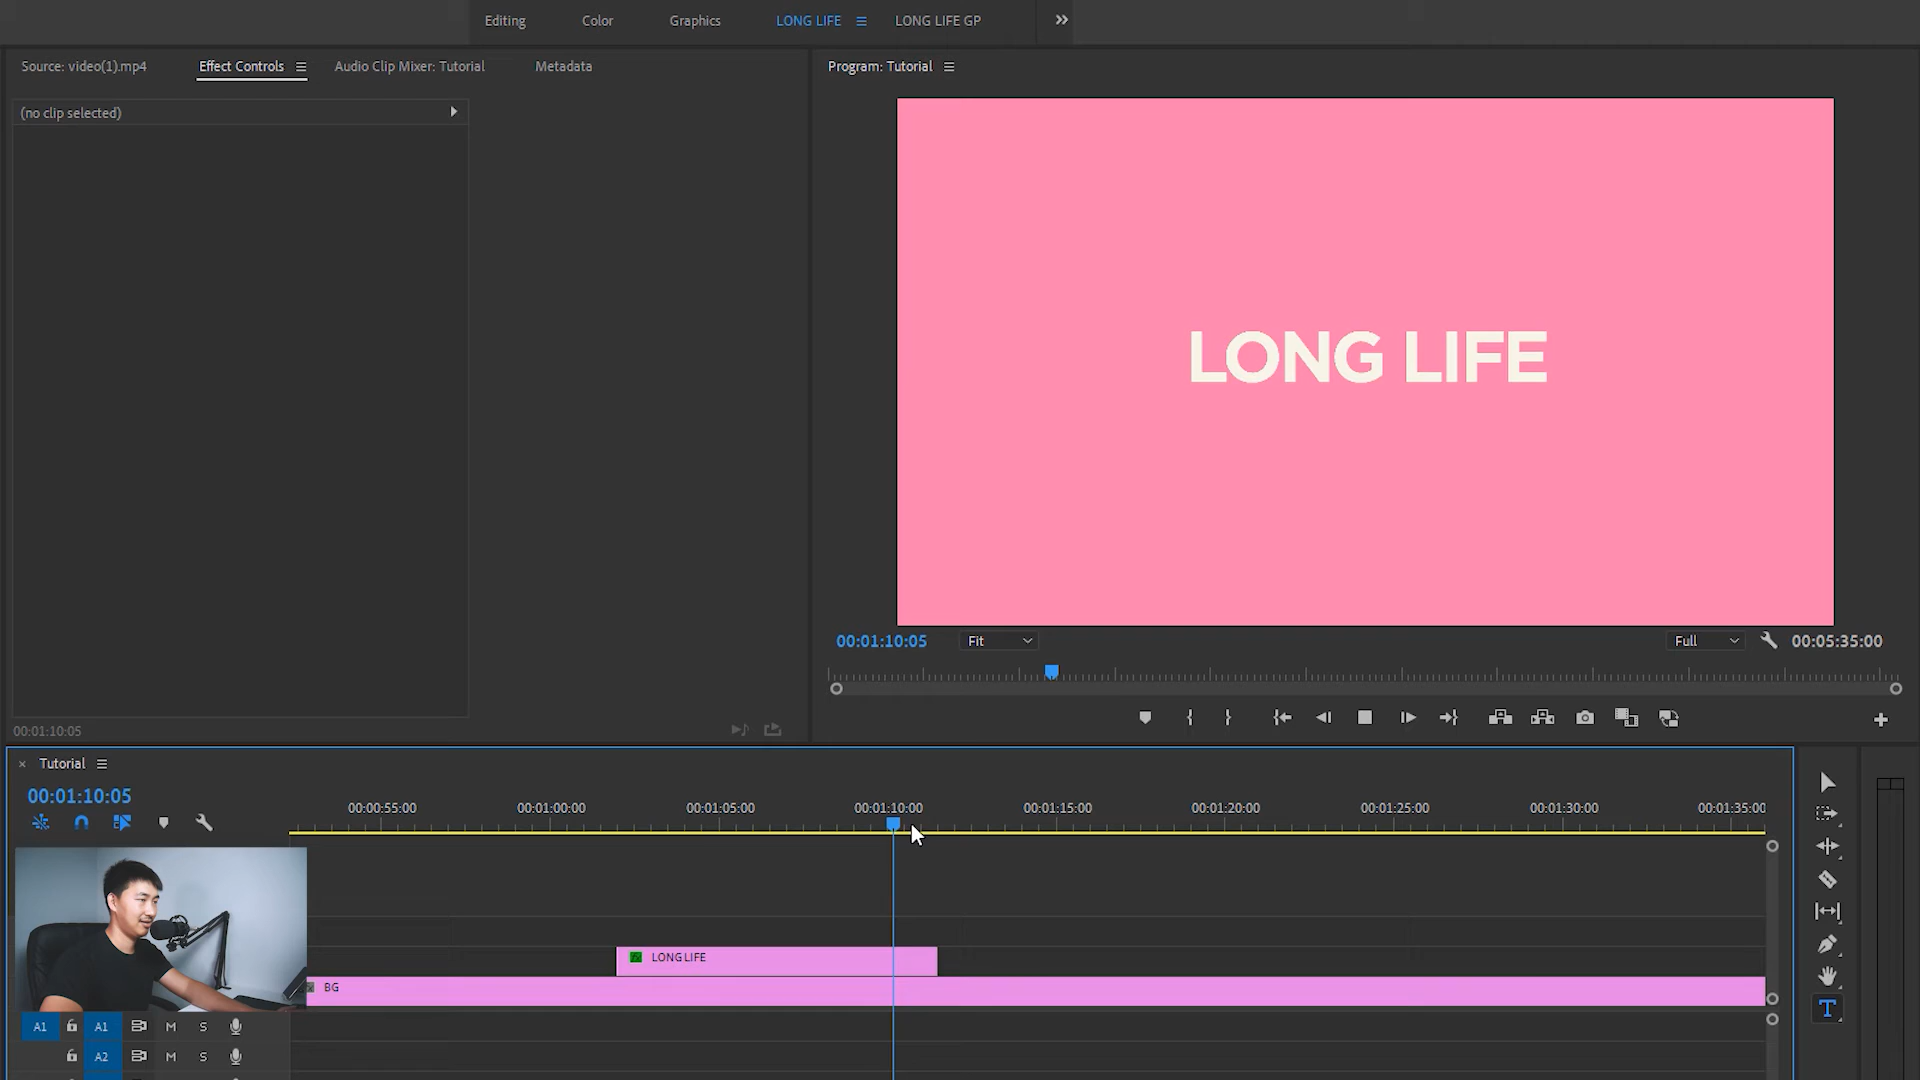 Editing Color Graphics LONG LIFE LONG LIFE GP
Source: video(1).mp4 Effect Controls Audio Clip Mixer: Tutorial Metadata
Program: Tutorial
(no clip selected)
LONG LIFE
00:01:10:05 Fit Full 00:05:35:00
00:01:10:05
Tutorial
00:01:10:05
00:00:55:00 00:01:00:00 00:01:05:00 00:01:10:00 00:01:15:00 00:01:20:00 00:01:25:00 00:01:30:00 00:01:35:00
LONG LIFE
BG
A1 A1 M S
A2 M S
T